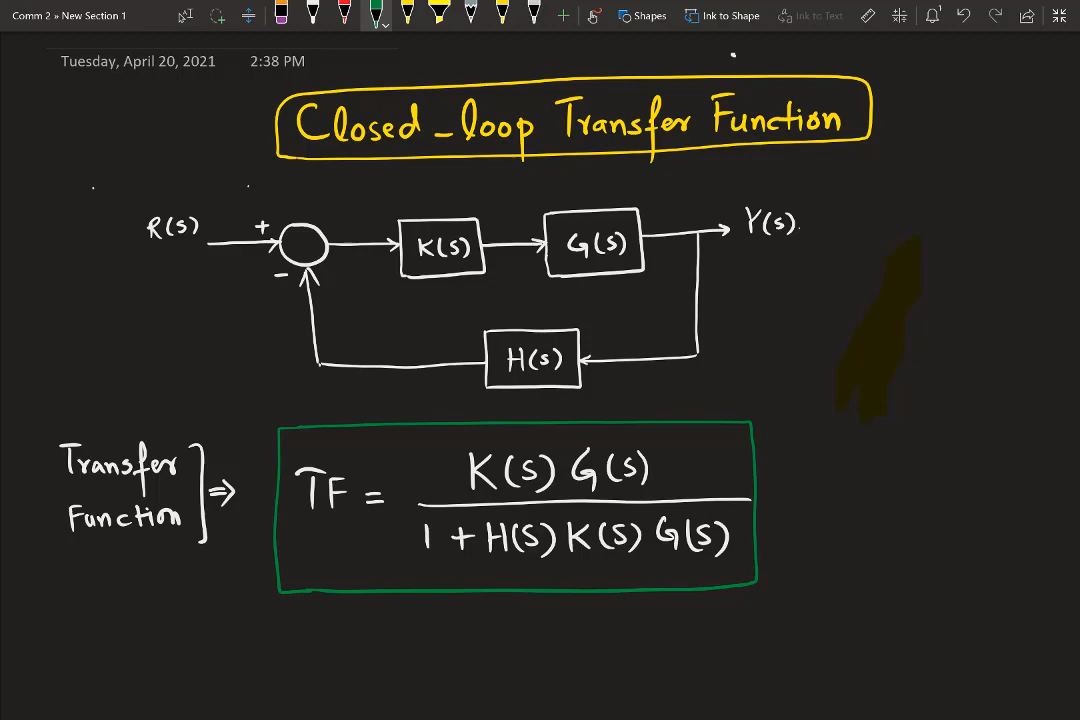 Comm 2 » New Section 1
Shapes
Ink to Shape
Ink to Text
Tuesday, April 20, 2021 2:38 PM
Closed-loop Transfer Function
R(s)
+
-
K(s)
G(s)
Y(s)
H(s)
Transfer
Function
⇒
TF =
K(s) G(s)
1 + H(s) K(s) G(s)